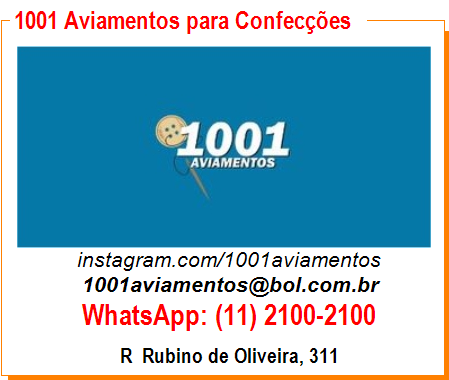 1001 Aviamentos para Confecções
1001
AVIAMENTOS
instagram.com/1001aviamentos
1001aviamentos@bol.com.br
WhatsApp: (11) 2100-2100
R Rubino de Oliveira, 311